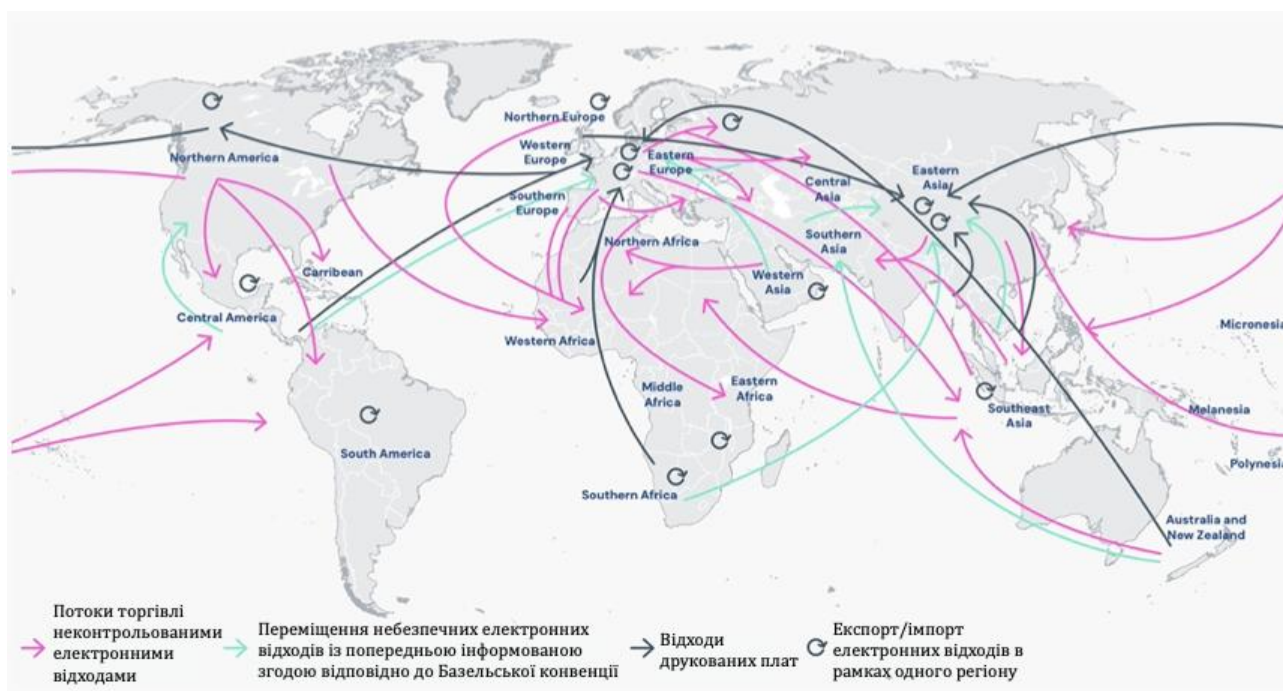 Northern Europe
Northern America
Western
Europe
Eastern
Europe
Eastern
Asia
Central
Asia
Southern
Europe
Southern
Asia
Northern Africa
Carribean
Western
Asia
Central America
Micronesia
Western Africa
Middle
Africa
Eastern
Africa
Southeast
Asia
Melanesia
South America
Polynesia
Southern Africa
Australia and
New Zealand
Потоки торгівлі
неконтрольованими
електронними
відходами
Переміщення небезпечних електронних
відходів із попередньою інформованою
згодою відповідно до Базельської конвенції
Відходи
друкованих плат
Експорт/імпорт
електронних відходів в
рамках одного регіону